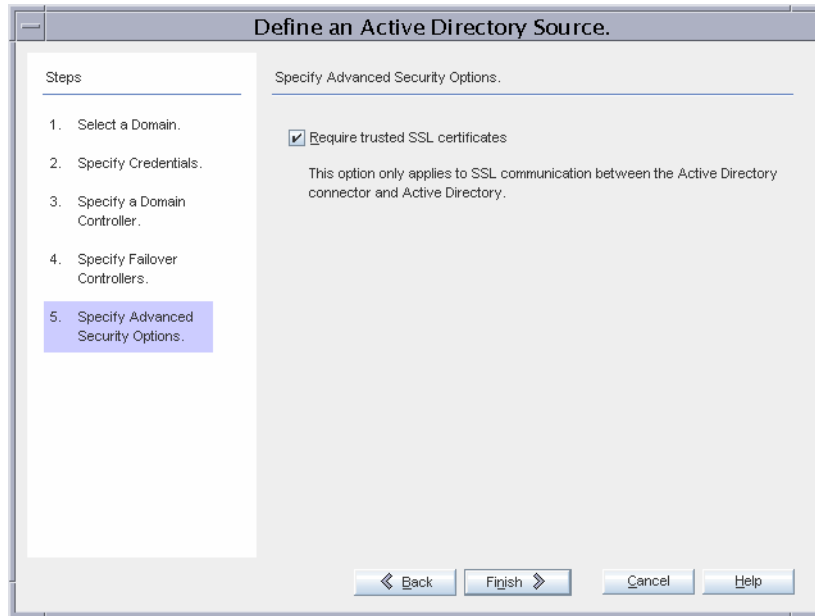 Define an Active Directory Source.
Steps
1. Select a Domain.
2. Specify Credentials.
3. Specify a Domain
Controller.
4. Specify Failover
Controllers.
5. Specify Advanced
Security Options.
Specify Advanced Security Options.
Require trusted SSL certificates
This option only applies to SSL communication between the Active Directory
connector and Active Directory.
Back
Finish
Cancel
Help